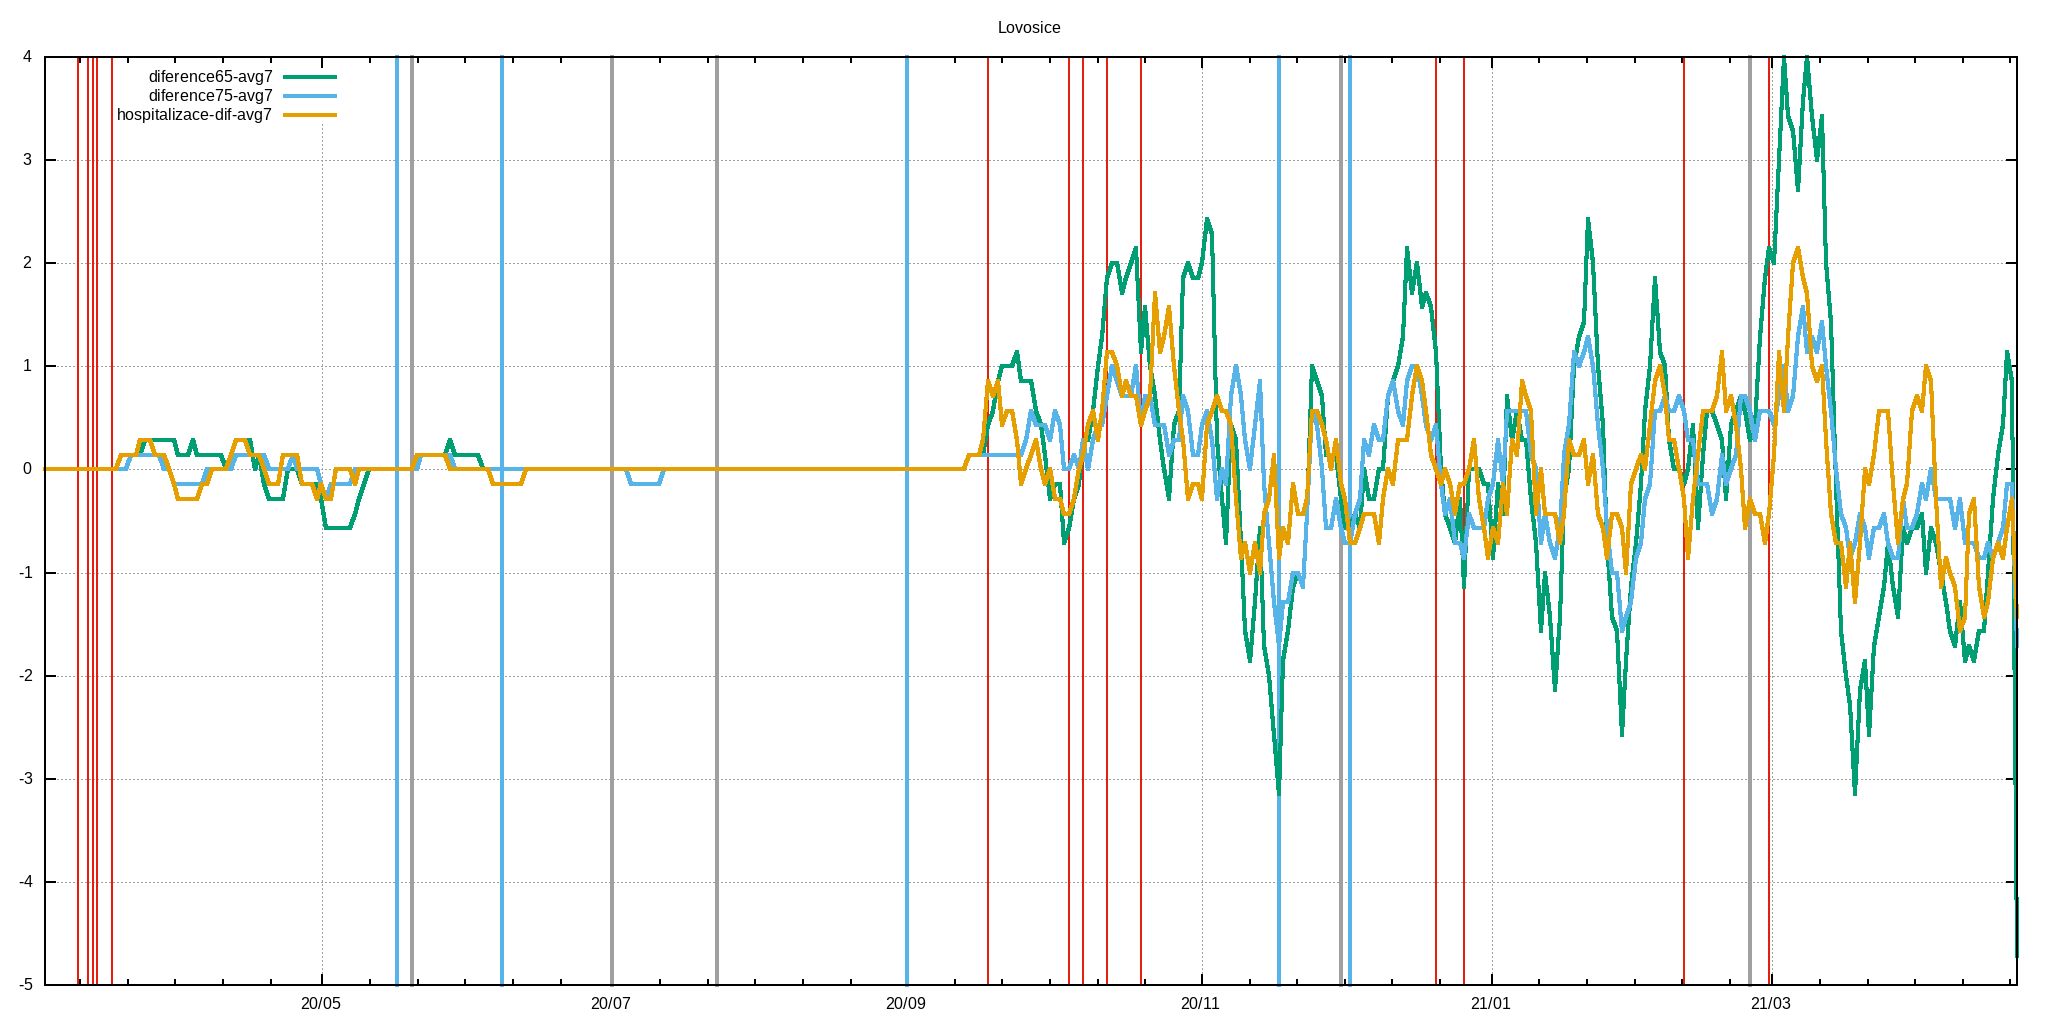 Lovosice
4
diference65-avg7
diference75-avg7
hospitalizace-dif-avg7
3
2
1
0
-1
-2
-3
-4
-5
20/05 20/07 20/09 20/11 21/01 21/03